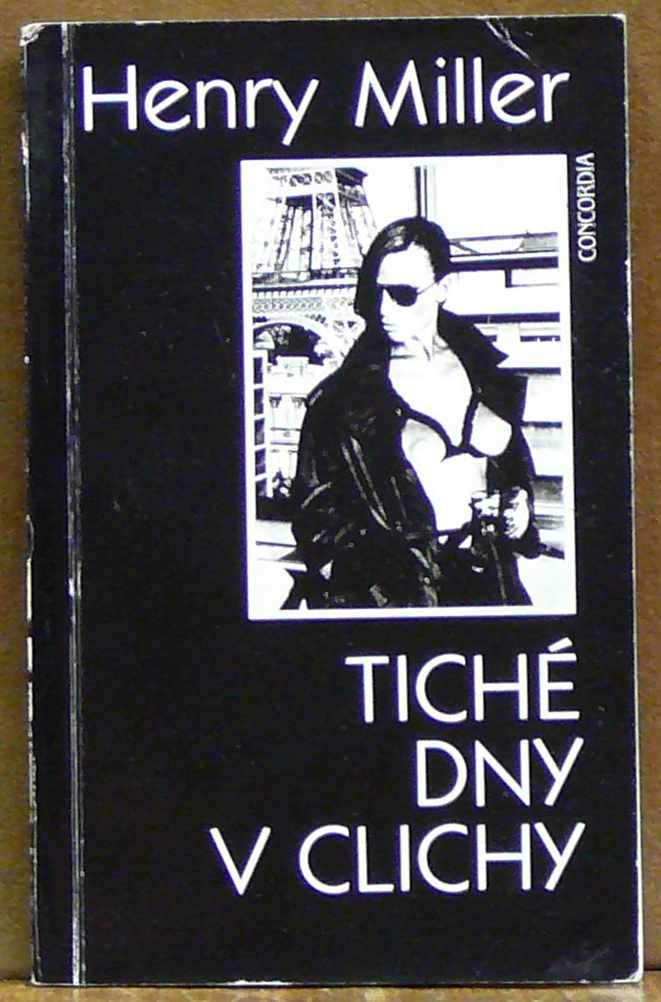 Henry Miller
CONCORDIA
TICHÉ
DNY
V CLICHY